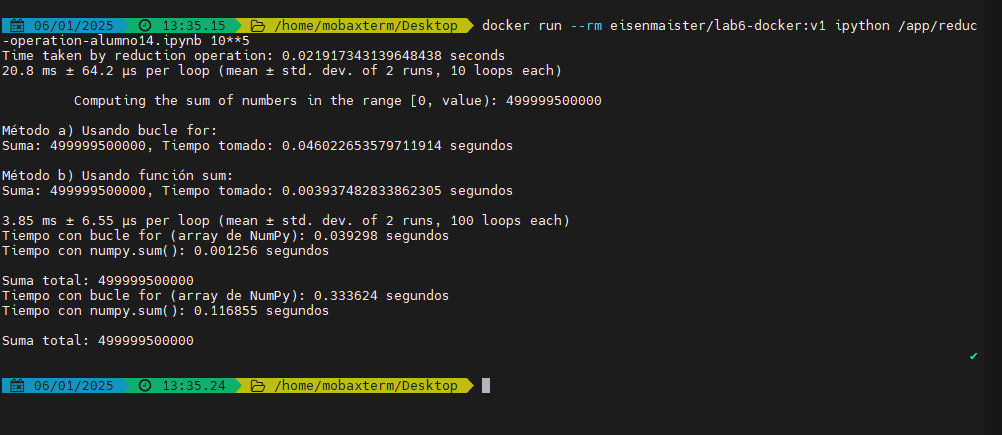 06/01/2025 13:35.15 /home/mobaxterm/Desktop docker run --rm eisenmaister/lab6-docker:v1 ipython /app/reduc
-operation-alumno14.ipynb 10**5
Time taken by reduction operation: 0.021917343139648438 seconds
20.8 ms ± 64.2 µs per loop (mean ± std. dev. of 2 runs, 10 loops each)
Computing the sum of numbers in the range [0, value): 499999500000
Método a) Usando bucle for:
Suma: 499999500000, Tiempo tomado: 0.046022653579711914 segundos
Método b) Usando función sum:
Suma: 499999500000, Tiempo tomado: 0.003937482833862305 segundos
3.85 ms ± 6.55 µs per loop (mean ± std. dev. of 2 runs, 100 loops each)
Tiempo con bucle for (array de NumPy): 0.039298 segundos
Tiempo con numpy.sum(): 0.001256 segundos
Suma total: 499999500000
Tiempo con bucle for (array de NumPy): 0.333624 segundos
Tiempo con numpy.sum(): 0.116855 segundos
Suma total: 499999500000
✔
06/01/2025 13:35.24 /home/mobaxterm/Desktop